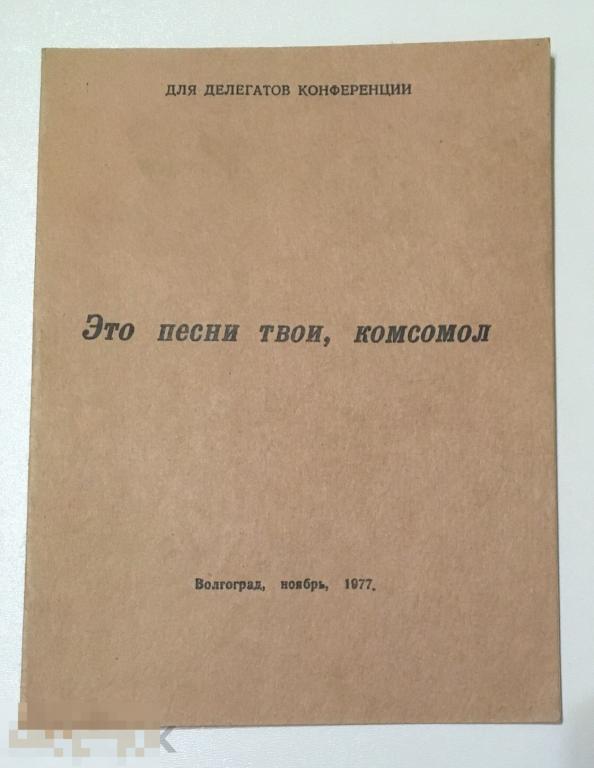 ДЛЯ ДЕЛЕГАТОВ КОНФЕРЕНЦИИ
Это песни твои, комсомол
Волгоград, ноябрь, 1977.